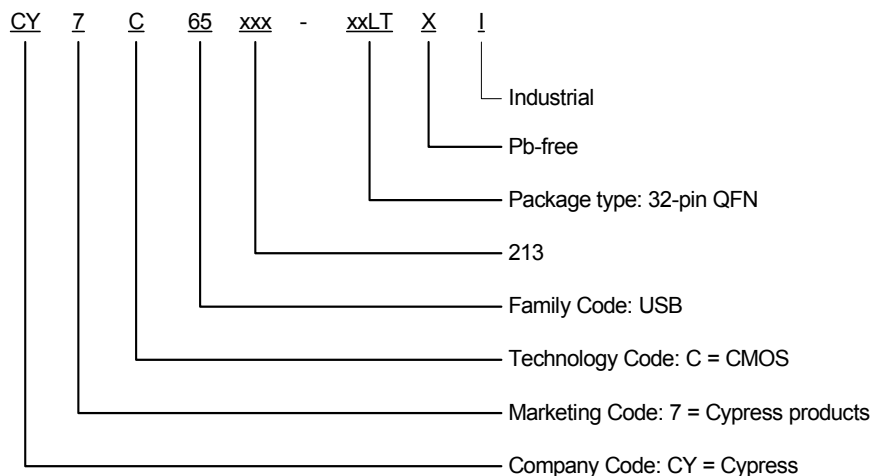 CY 7 C 65 xxx - xxLT X I
Industrial
Pb-free
Package type: 32-pin QFN
213
Family Code: USB
Technology Code: C = CMOS
Marketing Code: 7 = Cypress products
Company Code: CY = Cypress